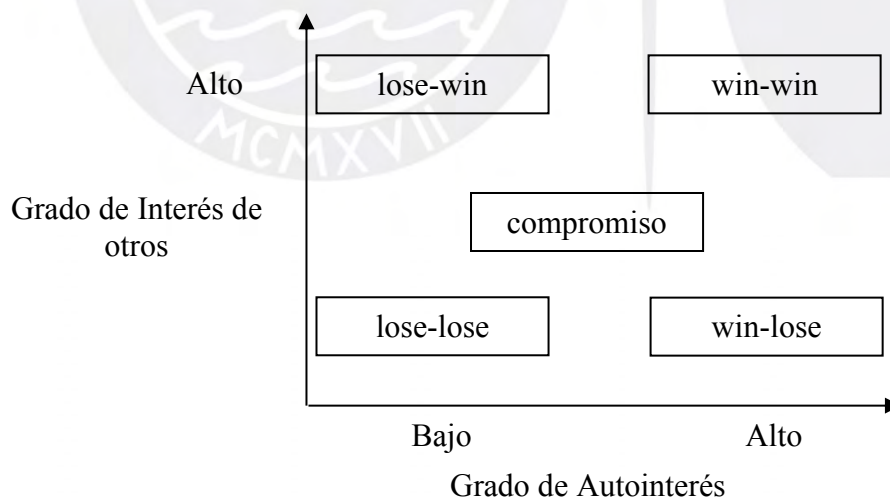 Alto
lose-win
win-win
MCMXVII
Grado de Interés de
otros
compromiso
lose-lose
win-lose
Bajo
Alto
Grado de Autointerés